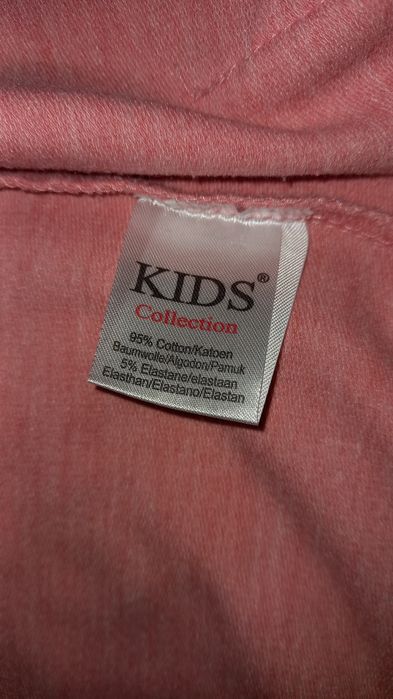 KIDS®
Collection
95% Cotton/Katoen
Baumwolle/Algodon/Pamuk
5% Elastane/elastaan
Elasthan/Elastano/Elastan